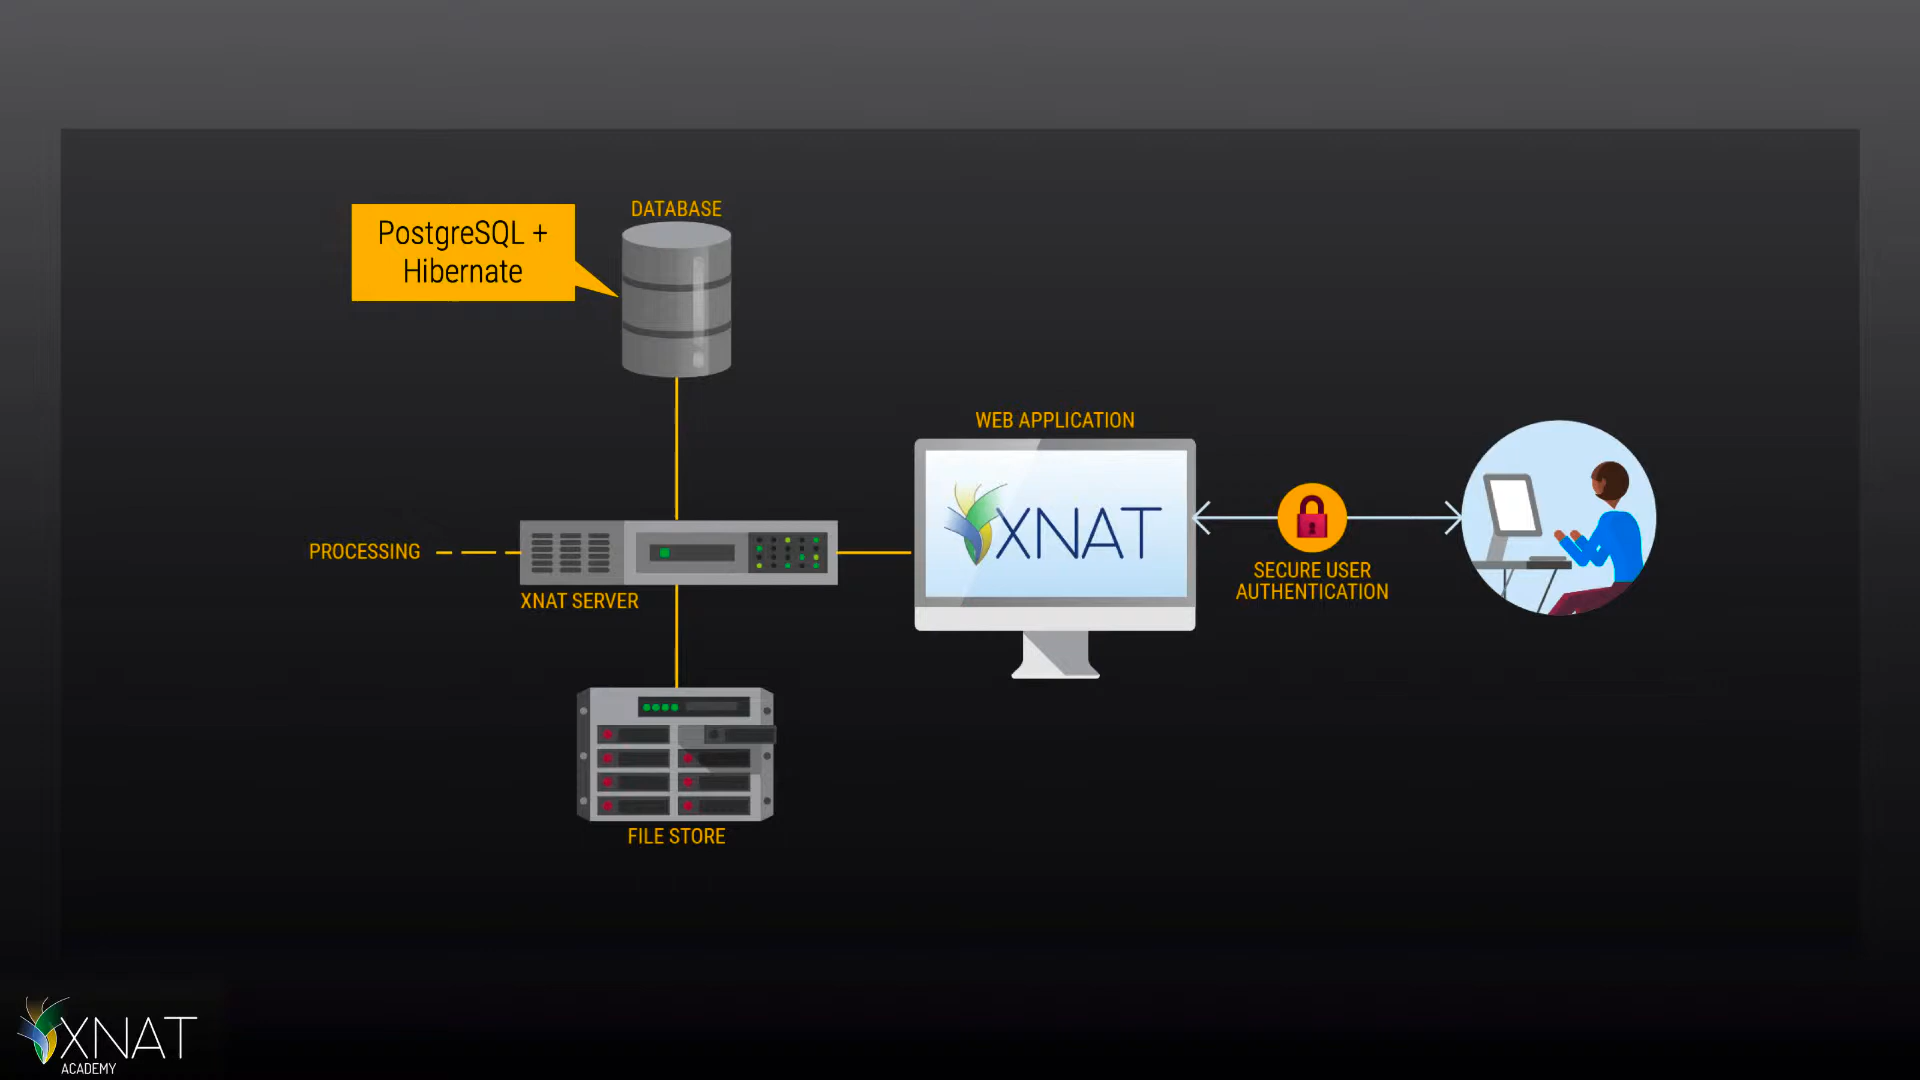 DATABASE
PostgreSQL +
Hibernate
WEB APPLICATION
XNAT
PROCESSING
XNAT SERVER
SECURE USER
AUTHENTICATION
FILE STORE
XNAT
ACADEMY